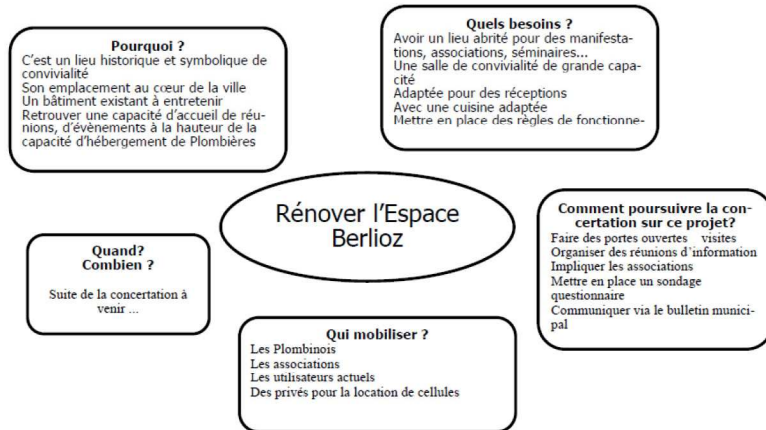 Pourquoi ?
C'est un lieu historique et symbolique de
convivialité
Son emplacement au cœur de la ville
Un bâtiment existant à entretenir
Retrouver une capacité d'accueil de réu-
nions, d'évènements à la hauteur de la
capacité d'hébergement de Plombières
Quels besoins ?
Avoir un lieu abrité pour des manifesta-
tions, associations, séminaires...
Une salle de convivialité de grande capa-
cité
Adaptée pour des réceptions
Avec une cuisine adaptée
Mettre en place des règles de fonctionne-
Rénover l'Espace
Berlioz
Quand?
Combien ?
Suite de la concertation à
venir ...
Comment poursuivre la con-
certation sur ce projet?
Faire des portes ouvertes visites
Organiser des réunions d'information
Impliquer les associations
Mettre en place un sondage
questionnaire
Communiquer via le bulletin munici-
pal
Qui mobiliser ?
Les Plombinois
Les associations
Les utilisateurs actuels
Des privés pour la location de cellules